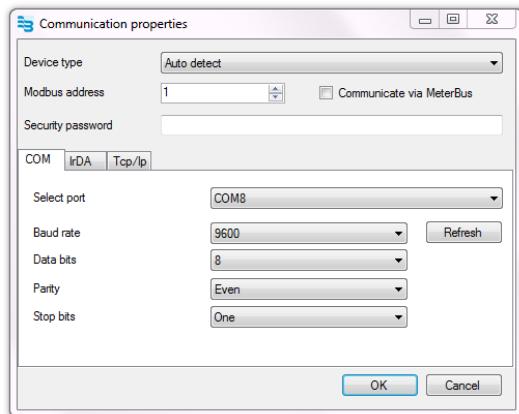 Communication properties
Device type Auto detect
Modbus address 1 Communicate via MeterBus
Security password
COM IrDA Tcp/Ip
Select port COM8
Baud rate 9600 Refresh
Data bits 8
Parity Even
Stop bits One
OK Cancel